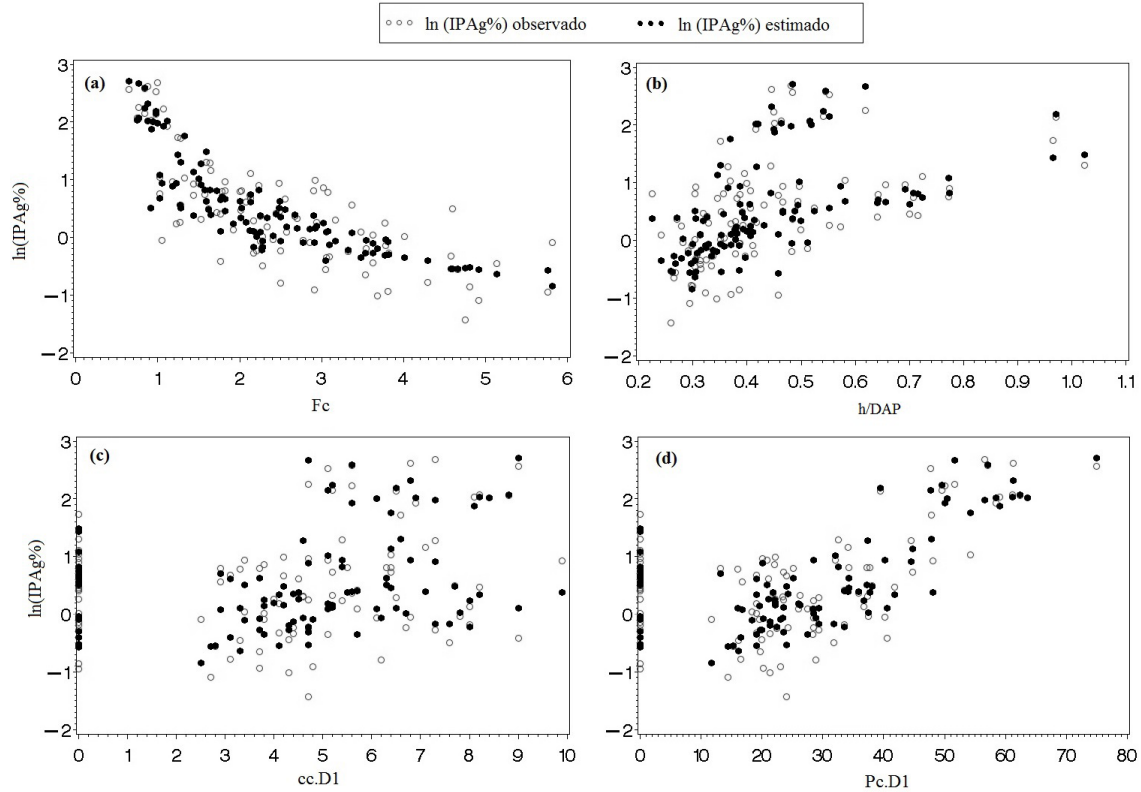 ln (IPAg%) observado
ln (IPAg%) estimado
(a)
3
2
1
0
−1
−2
ln(IPAg%)
0 1 2 3 4 5 6
Fc
(b)
3
2
1
0
−1
−2
0.2 0.3 0.4 0.5 0.6 0.7 0.8 0.9 1.0 1.1
h/DAP
(c)
3
2
1
0
−1
−2
ln(IPAg%)
0 1 2 3 4 5 6 7 8 9 10
cc.D1
(d)
3
2
1
0
−1
−2
0 10 20 30 40 50 60 70 80
Pc.D1